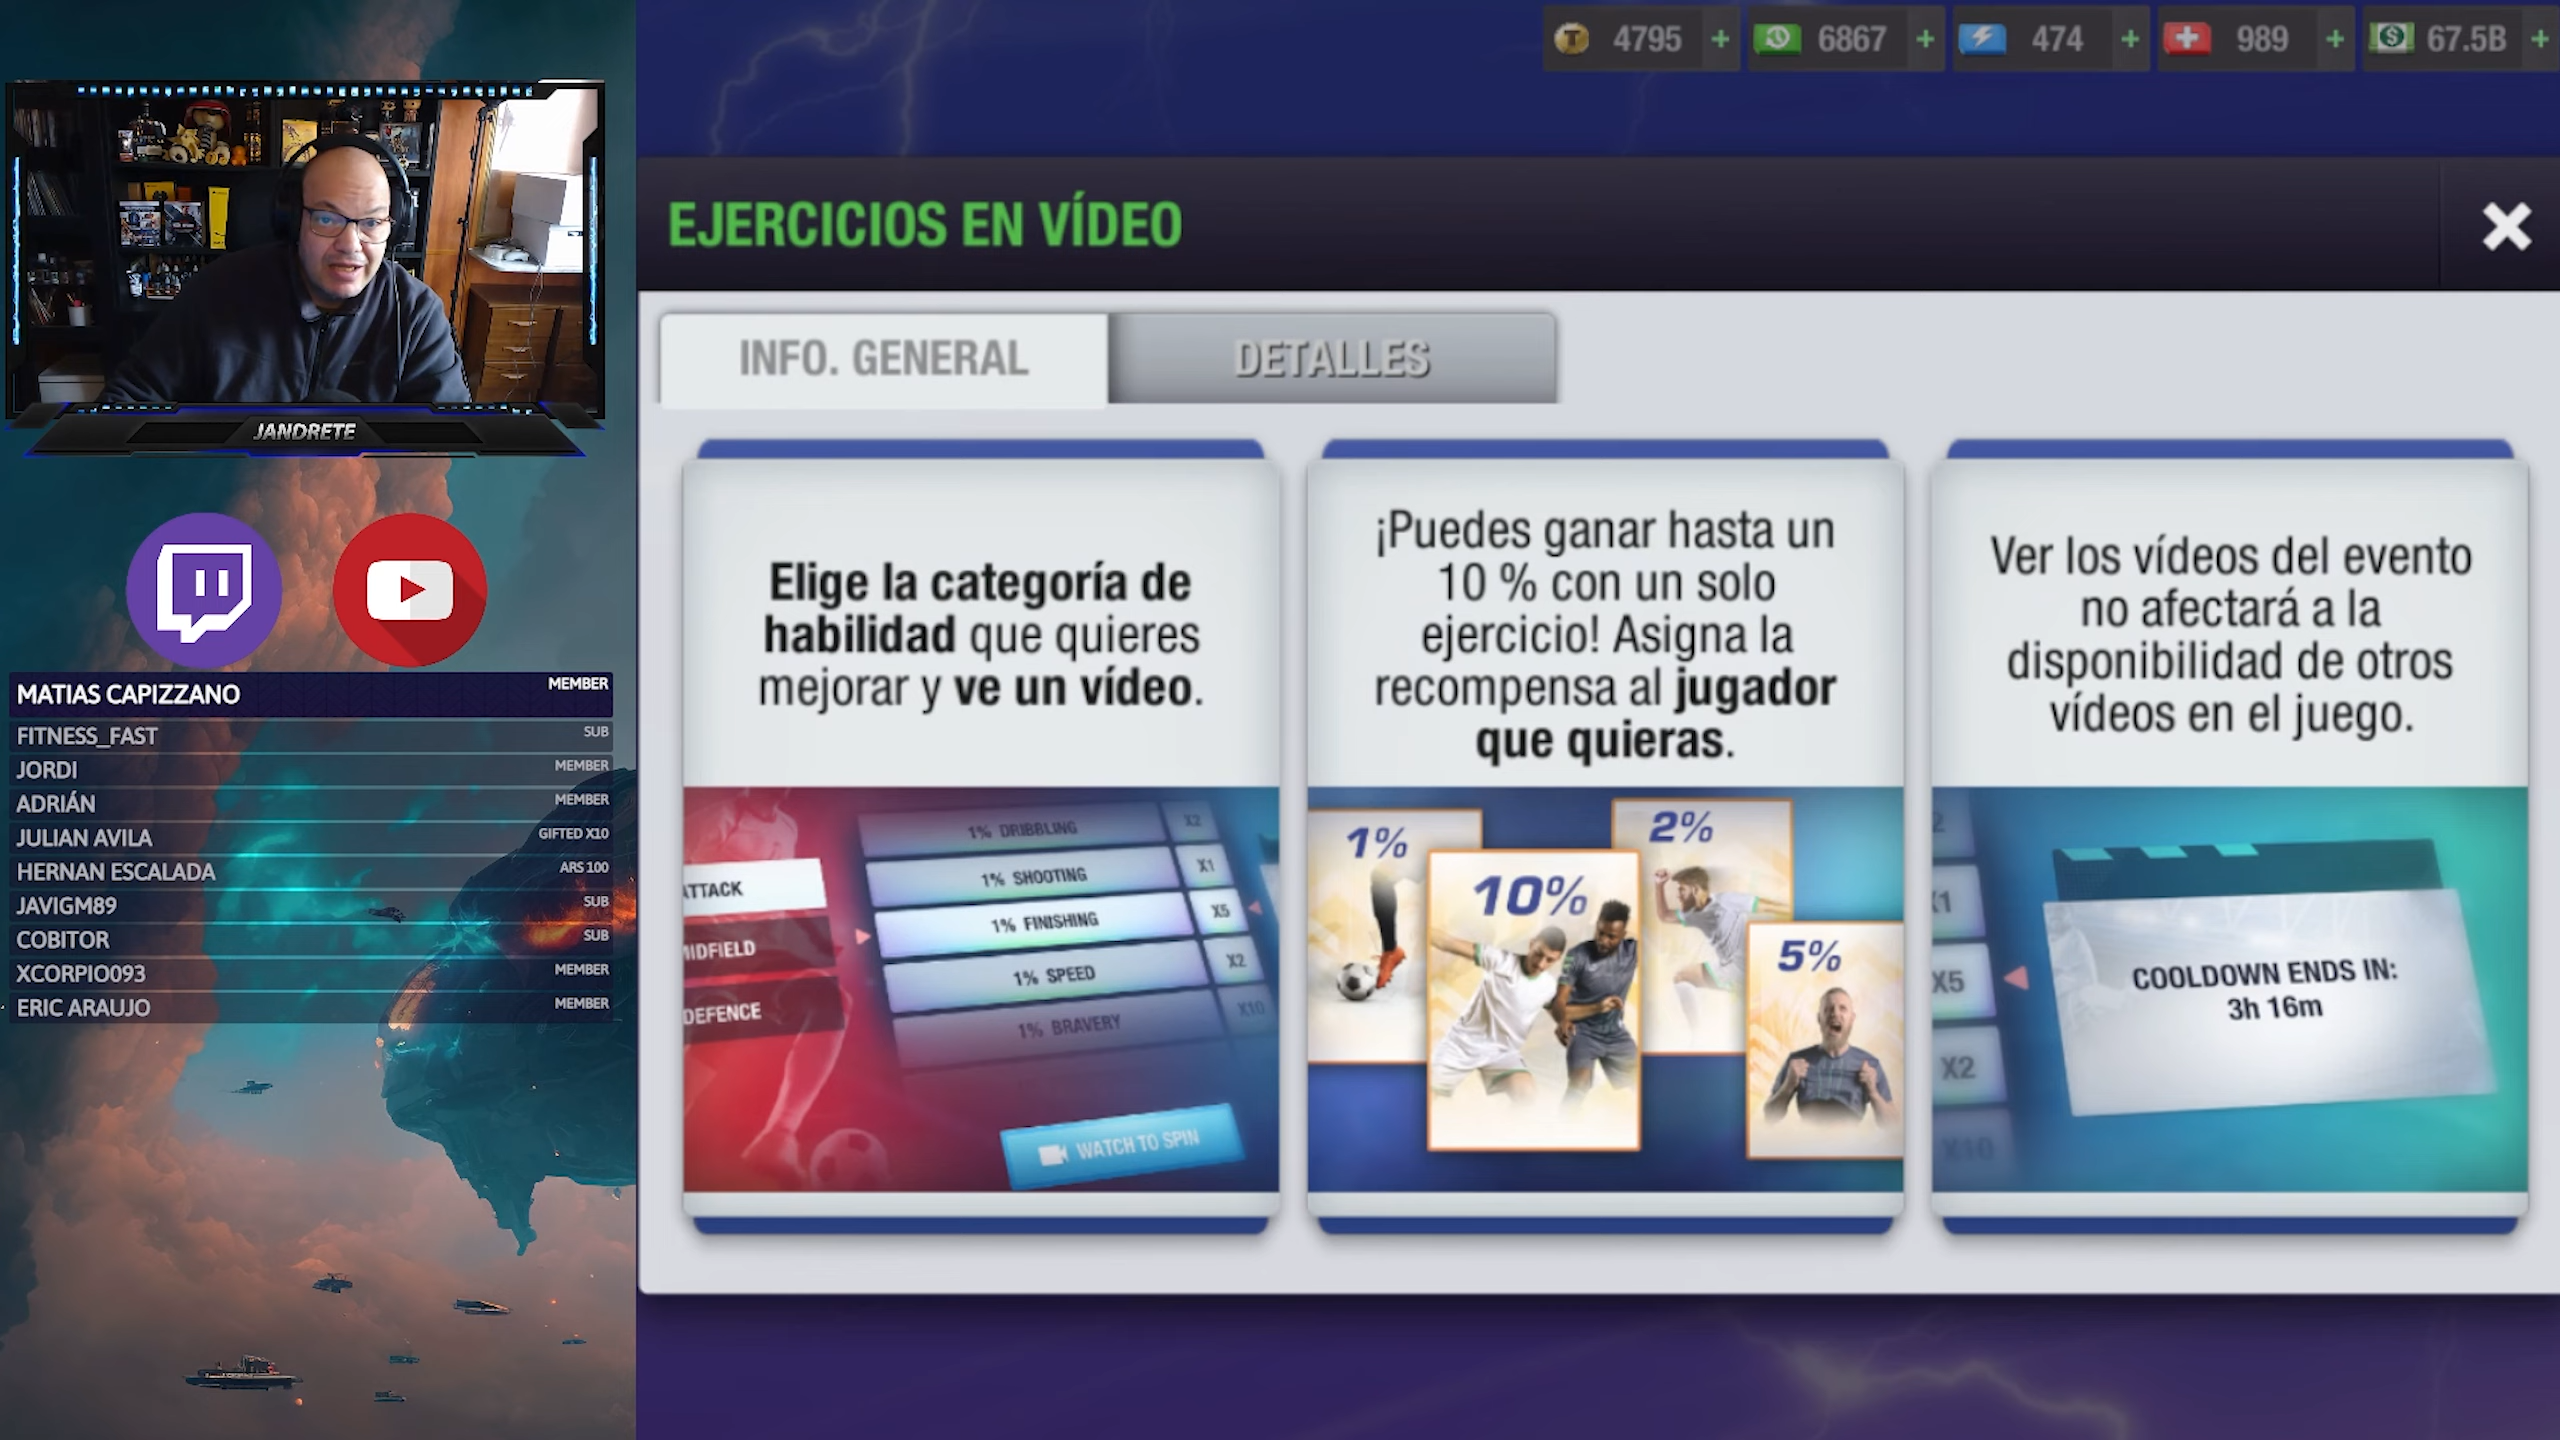 4795 + 6867 + 474 + 989 + 67.5B +
EJERCICIOS EN VÍDEO
INFO. GENERAL
DETALLES
JANDRETE
MATIAS CAPIZZANO MEMBER
FITNESS_FAST SUB
JORDI MEMBER
ADRIÁN MEMBER
JULIAN AVILA GIFTED X10
HERNAN ESCALADA ARS 100
JAVIGM89 SUB
COBITOR SUB
XCORPIO093 MEMBER
ERIC ARAUJO MEMBER
Elige la categoría de
habilidad que quieres
mejorar y ve un vídeo.
ATTACK
MIDFIELD
DEFENCE
1% DRIBBLING X2
1% SHOOTING X1
1% FINISHING X5
1% SPEED X2
1% BRAVERY X10
WATCH TO SPIN
¡Puedes ganar hasta un
10 % con un solo
ejercicio! Asigna la
recompensa al jugador
que quieras.
1%
10%
2%
5%
Ver los vídeos del evento
no afectará a la
disponibilidad de otros
vídeos en el juego.
X5
X2
X10
COOLDOWN ENDS IN:
3h 16m